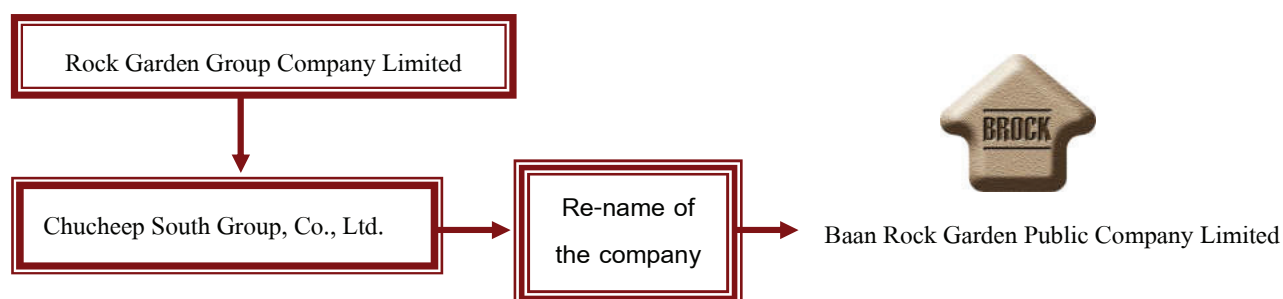 Rock Garden Group Company Limited
BROCK
Chucheep South Group, Co., Ltd.
Re-name of
the company
Baan Rock Garden Public Company Limited